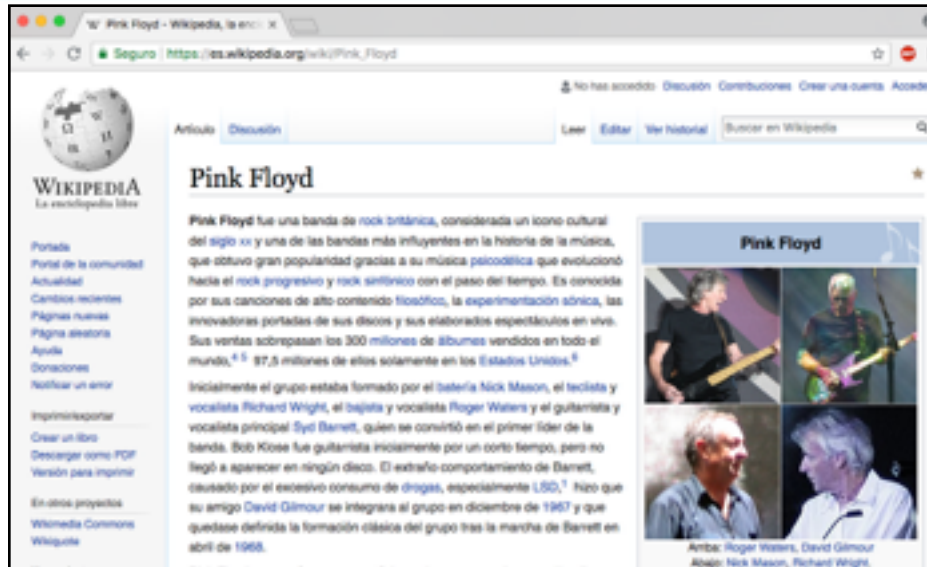 Pink Floyd - Wikipedia, la enci
Seguro https://es.wikipedia.org/wiki/Pink_Floyd
No has accedido Discusión Contribuciones Crear una cuenta Accede
Artículo Discusión Leer Editar Ver historial Buscar en Wikipedia
WIKIPEDIA
La enciclopedia libre
Portada
Portal de la comunidad
Actualidad
Cambios recientes
Páginas nuevas
Página aleatoria
Ayuda
Donaciones
Notificar un error
Imprimir/exportar
Crear un libro
Descargar como PDF
Versión para imprimir
En otros proyectos
Wikimedia Commons
Wikiquote
Pink Floyd
Pink Floyd fue una banda de rock británica, considerada un icono cultural
del siglo XX y una de las bandas más influyentes en la historia de la música,
que obtuvo gran popularidad gracias a su música psicodélica que evolucionó
hacia el rock progresivo y rock sinfónico con el paso del tiempo. Es conocida
por sus canciones de alto contenido filosófico, la experimentación sónica, las
innovadoras portadas de sus discos y sus elaborados espectáculos en vivo.
Sus ventas sobrepasan los 300 millones de álbumes vendidos en todo el
mundo,4 5 97,5 millones de ellos solamente en los Estados Unidos.6
Inicialmente el grupo estaba formado por el batería Nick Mason, el teclista y
vocalista Richard Wright, el bajista y vocalista Roger Waters y el guitarrista y
vocalista principal Syd Barrett, quien se convirtió en el primer líder de la
banda. Bob Klose fue guitarrista inicialmente por un corto tiempo, pero no
llegó a aparecer en ningún disco. El extraño comportamiento de Barrett,
causado por el excesivo consumo de drogas, especialmente LSD,1 hizo que
su amigo David Gilmour se integrara al grupo en diciembre de 1967 y que
quedase definida la formación clásica del grupo tras la marcha de Barrett en
abril de 1968.
Pink Floyd
Arriba: Roger Waters, David Gilmour
Abajo: Nick Mason, Richard Wright.